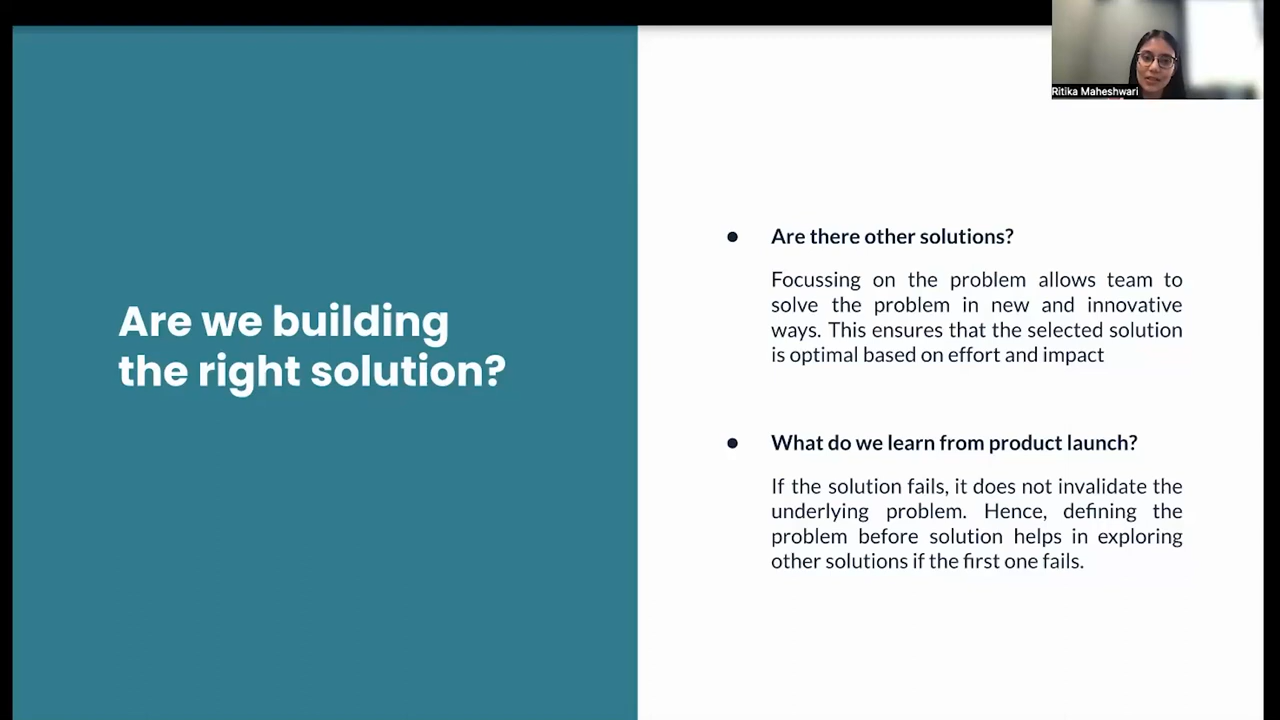 Ritika Maheshwari
Are we building
the right solution?
● Are there other solutions?
Focussing on the problem allows team to
solve the problem in new and innovative
ways. This ensures that the selected solution
is optimal based on effort and impact
● What do we learn from product launch?
If the solution fails, it does not invalidate the
underlying problem. Hence, defining the
problem before solution helps in exploring
other solutions if the first one fails.